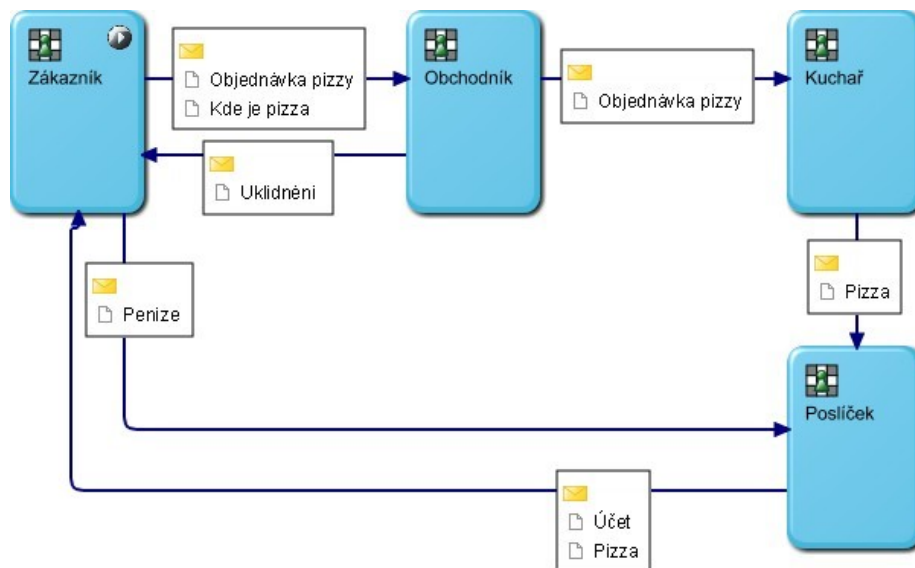 Zákazník
Objednávka pizzy
Kde je pizza
Obchodník
Objednávka pizzy
Kuchař
Uklidnění
Penize
Pizza
Poslíček
Účet
Pizza